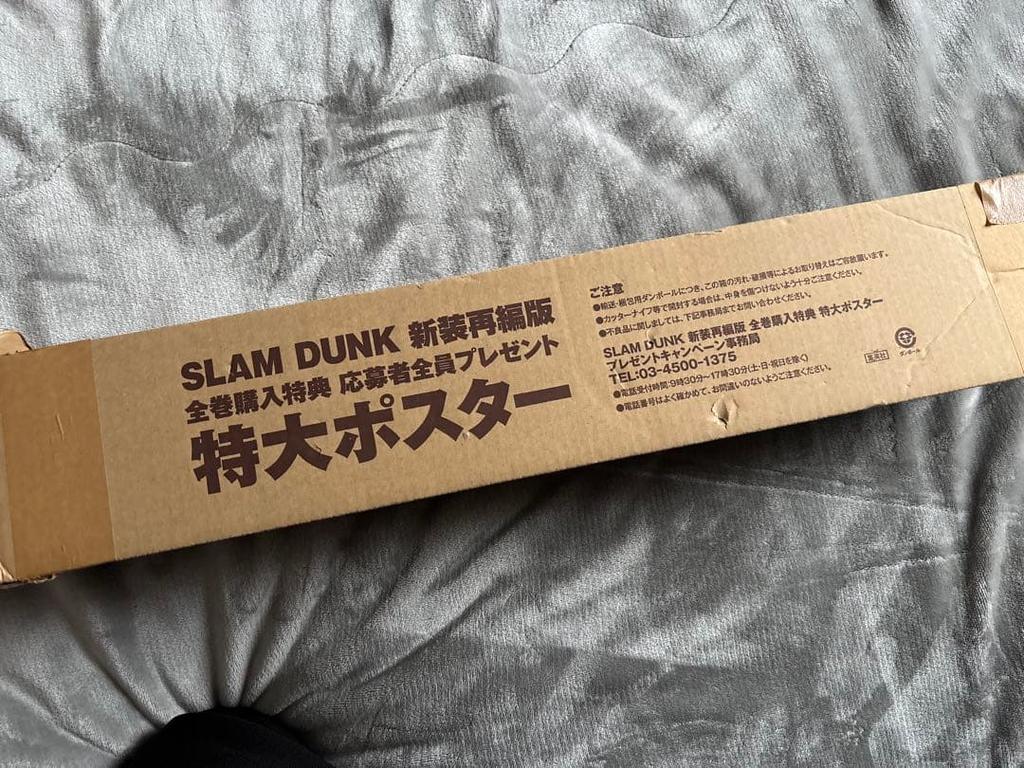 SLAM DUNK 新装再編版
全巻購入特典 応募者全員プレゼント
特大ポスター
ご注意
●輸送・梱包用ダンボールにつき、この箱の汚れ・破損等によるお取り替えはご容赦願います。
●カッターナイフ等で開封する場合は、中身を傷つけないよう十分ご注意ください。
●不良品に関しましては、下記事務局までお問い合わせください。
SLAM DUNK 新装再編版 全巻購入特典 特大ポスター
プレゼントキャンペーン事務局
TEL:03-4500-1375
●電話受付時間:9時30分〜17時30分(土・日・祝日を除く)
●電話番号はよく確かめて、お間違いのないようご注意ください。
集英社
ダンボール